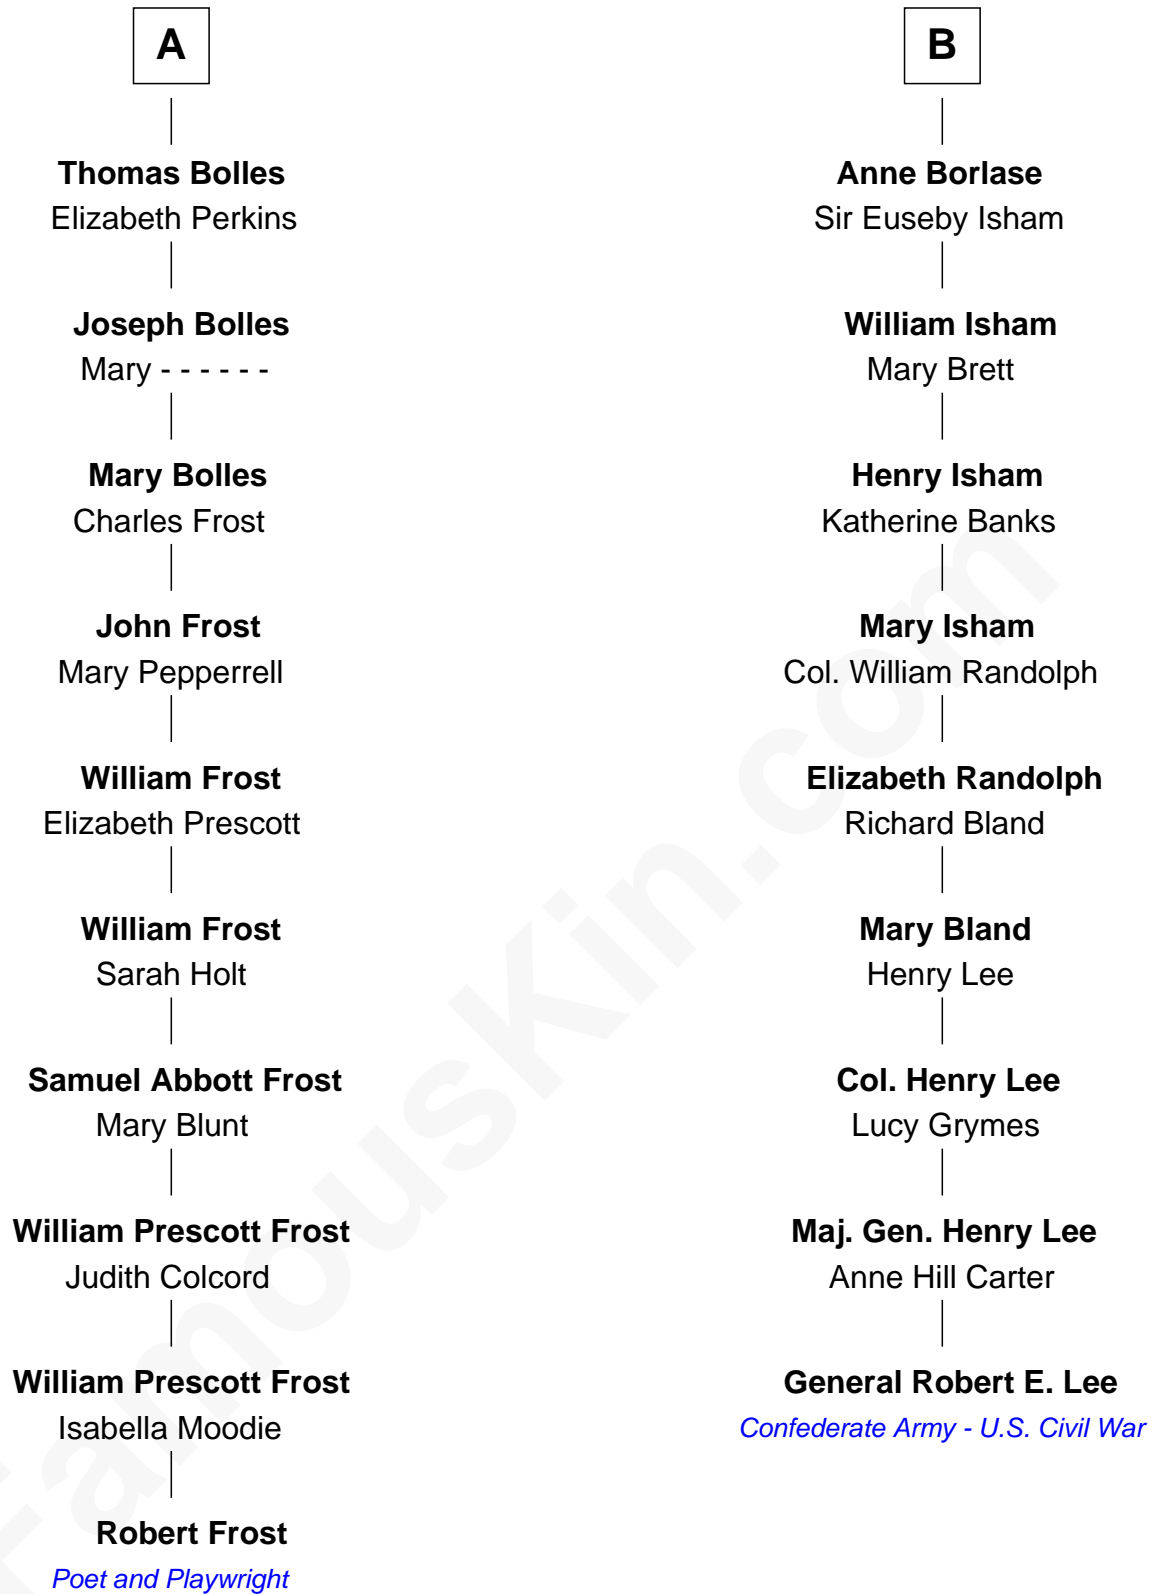 A
Thomas Bolles
Elizabeth Perkins
Joseph Bolles
Mary - - - - - -
Mary Bolles
Charles Frost
John Frost
Mary Pepperrell
William Frost
Elizabeth Prescott
William Frost
Sarah Holt
Samuel Abbott Frost
Mary Blunt
William Prescott Frost
Judith Colcord
William Prescott Frost
Isabella Moodie
Robert Frost
Poet and Playwright
B
Anne Borlase
Sir Euseby Isham
William Isham
Mary Brett
Henry Isham
Katherine Banks
Mary Isham
Col. William Randolph
Elizabeth Randolph
Richard Bland
Mary Bland
Henry Lee
Col. Henry Lee
Lucy Grymes
Maj. Gen. Henry Lee
Anne Hill Carter
General Robert E. Lee
Confederate Army - U.S. Civil War
FamousKin.com